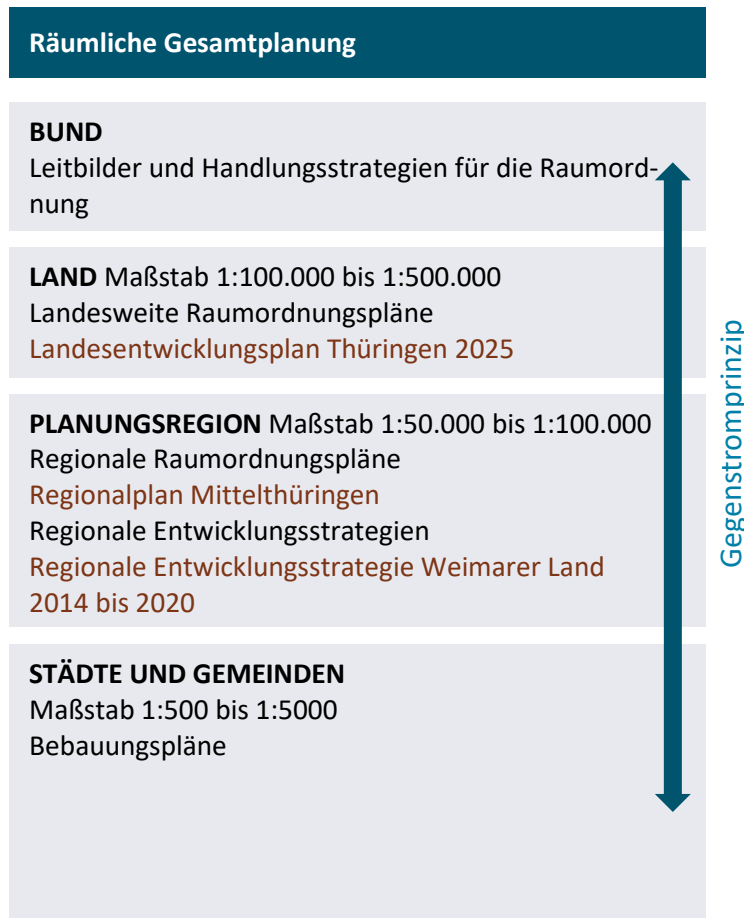 Räumliche Gesamtplanung
BUND
Leitbilder und Handlungsstrategien für die Raumord-
nung
LAND Maßstab 1:100.000 bis 1:500.000
Landesweite Raumordnungspläne
Landesentwicklungsplan Thüringen 2025
PLANUNGSREGION Maßstab 1:50.000 bis 1:100.000
Regionale Raumordnungspläne
Regionalplan Mittelthüringen
Regionale Entwicklungsstrategien
Regionale Entwicklungsstrategie Weimarer Land
2014 bis 2020
STÄDTE UND GEMEINDEN
Maßstab 1:500 bis 1:5000
Bebauungspläne
Gegenstromprinzip